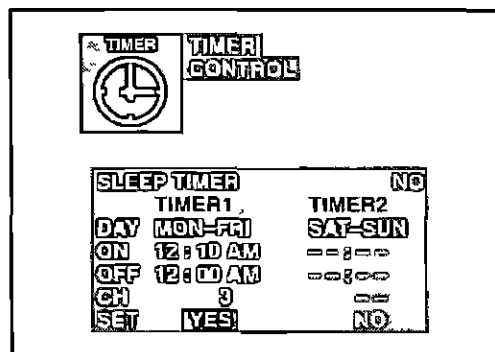 TIMER
TIMER
CONTROL
SLEEP TIMER NO
TIMER1 TIMER2
DAY MON-FRI SAT-SUN
ON 12:10 AM --:--
OFF 12:00 AM --:--
CH 3 --
SET YES NO